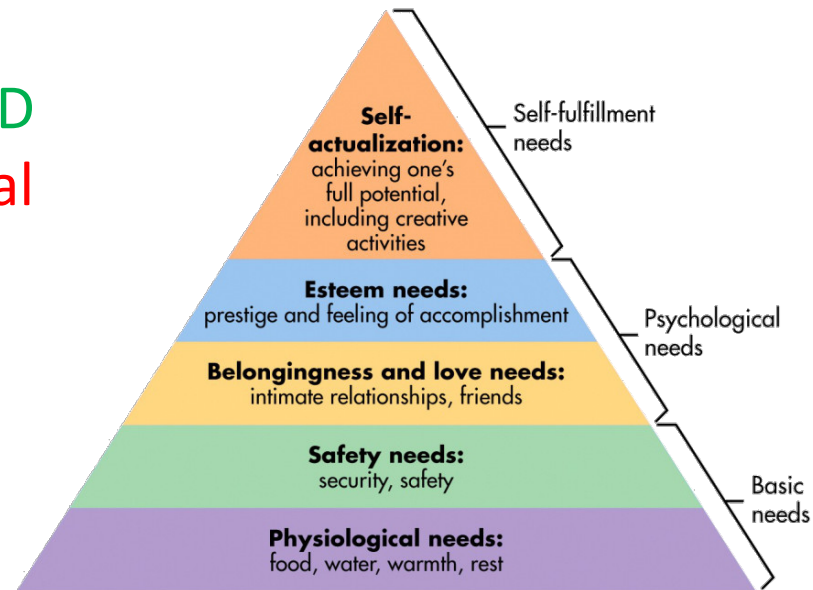 D
al
Self-
actualization:
achieving one's
full potential,
including creative
activities
Self-fulfillment
needs
Esteem needs:
prestige and feeling of accomplishment
Psychological
needs
Belongingness and love needs:
intimate relationships, friends
Safety needs:
security, safety
Basic
needs
Physiological needs:
food, water, warmth, rest